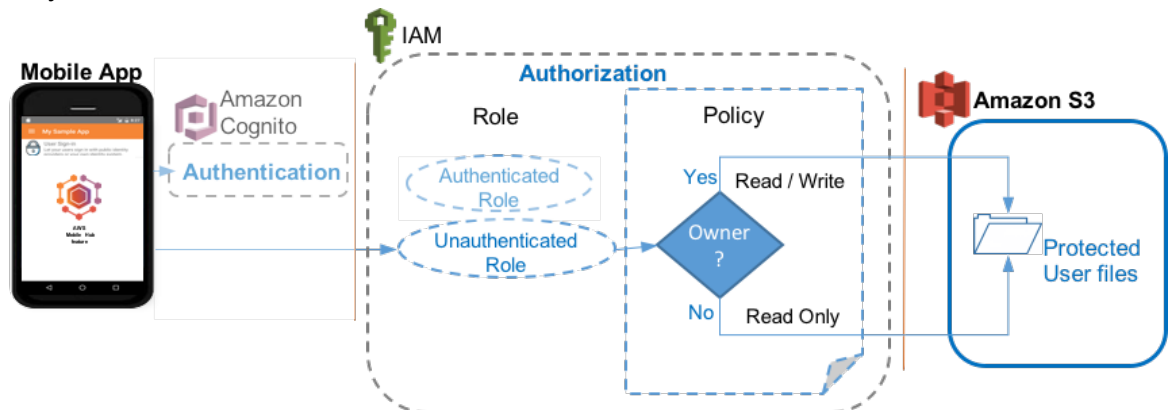 IAM
Mobile App
Authorization
Amazon
Cognito
Amazon S3
My Sample App
User Sign-in
Role
Policy
Authentication
Authenticated
Role
Yes
Read / Write
AWS
Mobile Hub
feature
Unauthenticated
Role
Owner
?
Protected
User files
No
Read Only